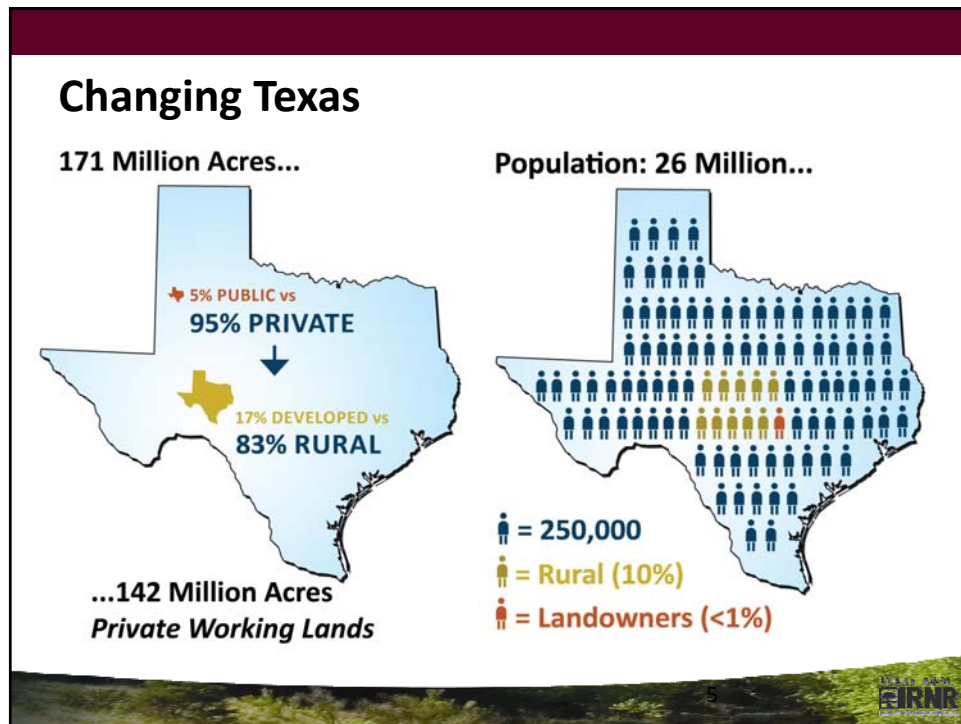 Changing Texas
171 Million Acres...
5% PUBLIC vs
95% PRIVATE
17% DEVELOPED vs
83% RURAL
...142 Million Acres
Private Working Lands
Population: 26 Million...
= 250,000
= Rural (10%)
= Landowners (<1%)
5
TEXAS A&M
IRNR